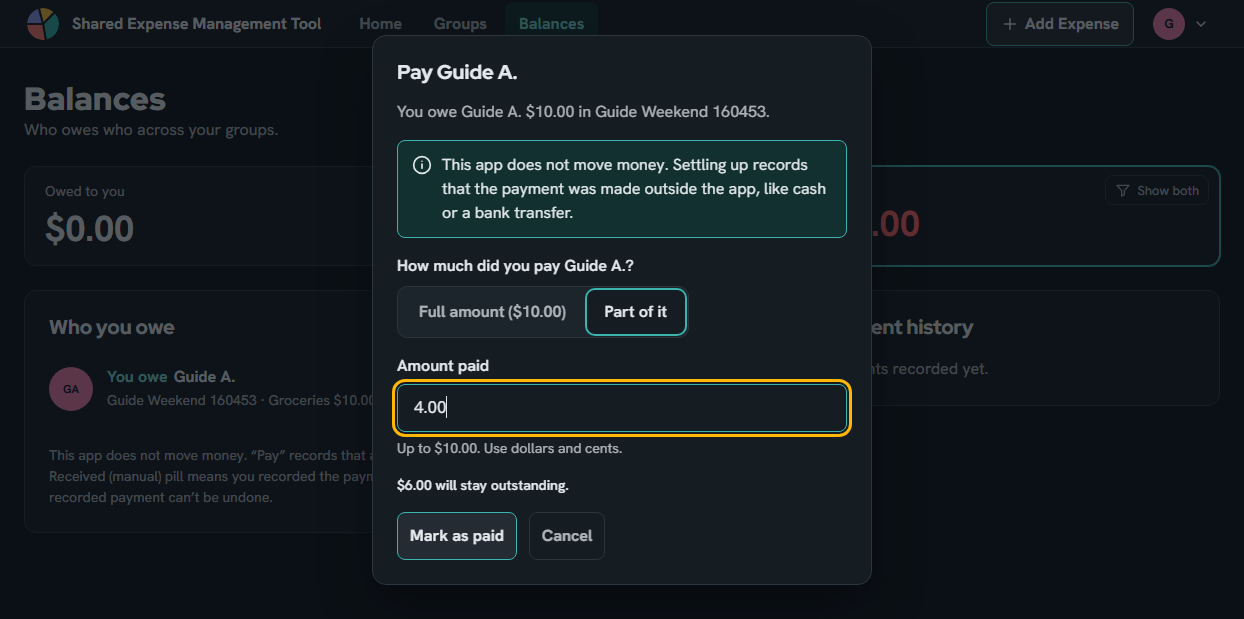 Shared Expense Management Tool
Home
Groups
Balances
+ Add Expense
G
Balances
Who owes who across your groups.
Owed to you
$0.00
Show both
.00
Who you owe
GA
You owe Guide A.
Guide Weekend 160453 · Groceries $10.00
This app does not move money. “Pay” records that
Received (manual) pill means you recorded the
recorded payment can’t be undone.
history
recorded yet.
Pay Guide A.
You owe Guide A. $10.00 in Guide Weekend 160453.
This app does not move money. Settling up records
that the payment was made outside the app, like cash
or a bank transfer.
How much did you pay Guide A.?
Full amount ($10.00)
Part of it
Amount paid
4.00
Up to $10.00. Use dollars and cents.
$6.00 will stay outstanding.
Mark as paid
Cancel